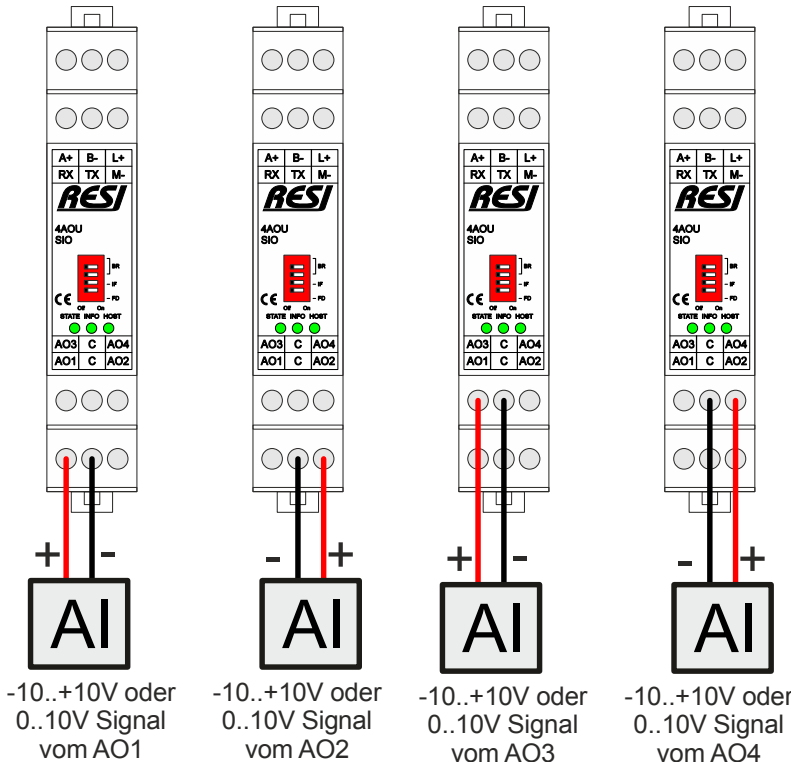 A+ B- L+
RX TX M-
RESI
4AOU
SIO
BR
IF
FD
Off On
CE
STATE INFO HOST
AO3 C AO4
AO1 C AO2
+ -
AI
-10..+10V oder
0..10V Signal
vom AO1
A+ B- L+
RX TX M-
RESI
4AOU
SIO
BR
IF
FD
Off On
CE
STATE INFO HOST
AO3 C AO4
AO1 C AO2
- +
AI
-10..+10V oder
0..10V Signal
vom AO2
A+ B- L+
RX TX M-
RESI
4AOU
SIO
BR
IF
FD
Off On
CE
STATE INFO HOST
AO3 C AO4
AO1 C AO2
+ -
AI
-10..+10V oder
0..10V Signal
vom AO3
A+ B- L+
RX TX M-
RESI
4AOU
SIO
BR
IF
FD
Off On
CE
STATE INFO HOST
AO3 C AO4
AO1 C AO2
- +
AI
-10..+10V oder
0..10V Signal
vom AO4